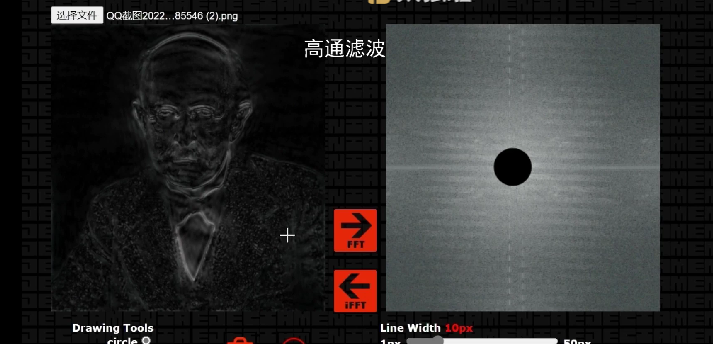 选择文件 QQ截图2022...85546 (2).png
高通滤波
FFT
iFFT
Drawing Tools
circle
Line Width 10px
1px 50px